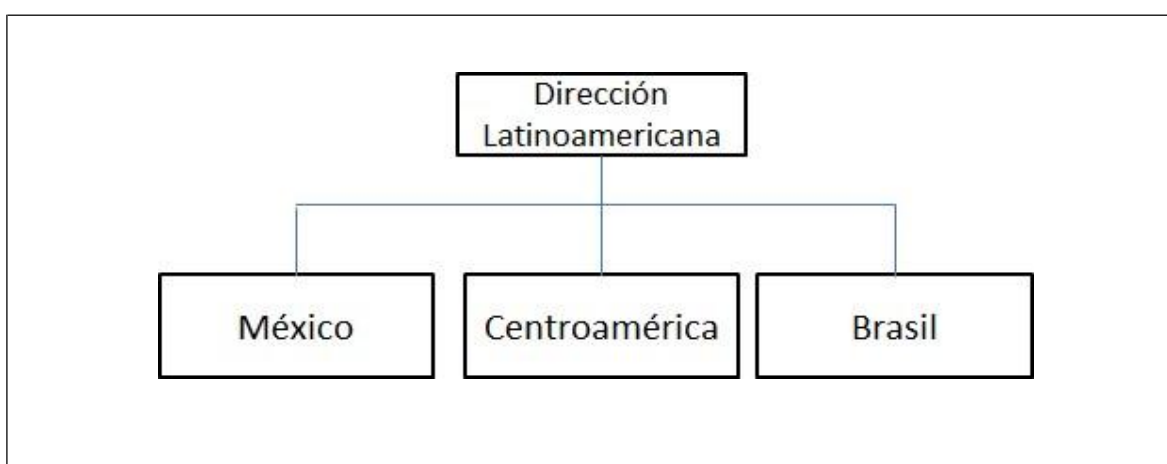 Dirección
Latinoamericana
México
Centroamérica
Brasil